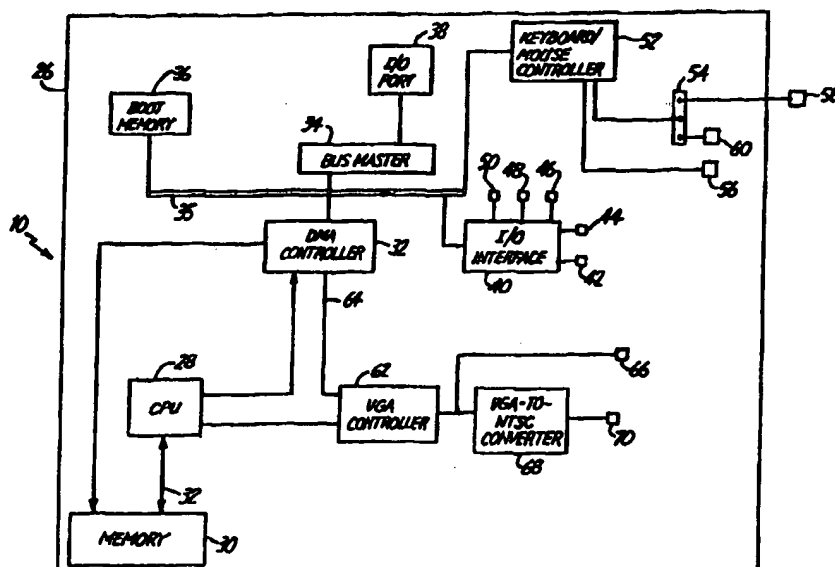 38
I/O
PORT
KEYBOARD/
MOUSE
CONTROLLER
52
54
58
26
36
BOOT
MEMORY
34
BUS MASTER
60
56
50
48
46
35
10
DMA
CONTROLLER
32
I/O
INTERFACE
44
42
40
64
28
CPU
62
VGA
CONTROLLER
66
VGA-TO-
NTSC
CONVERTER
68
70
32
MEMORY
30